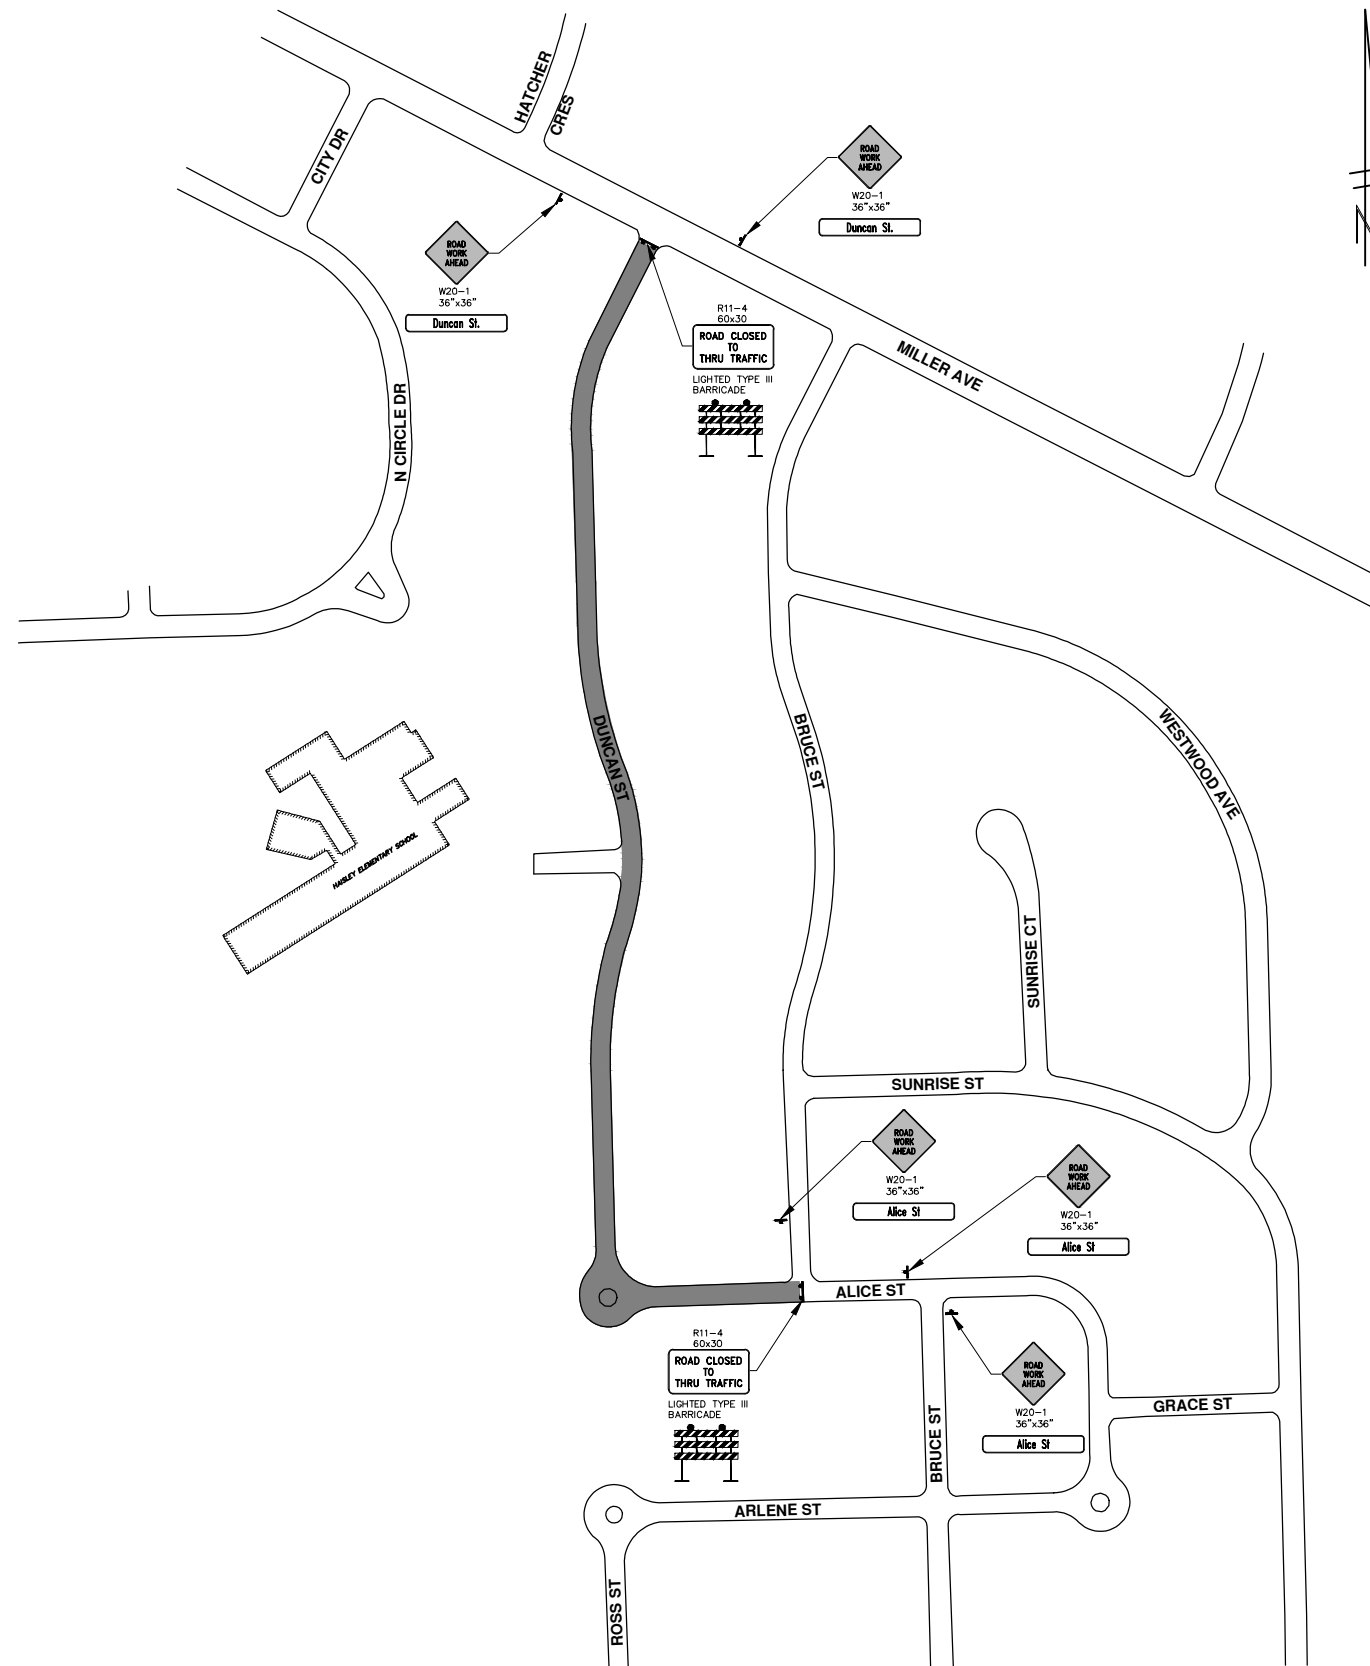 HATCHER
CRES
CITY DR
ROAD
WORK
AHEAD
W20-1
36"x36"
Duncan St.
ROAD
WORK
AHEAD
W20-1
36"x36"
Duncan St.
R11-4
60x30
ROAD CLOSED
TO
THRU TRAFFIC
LIGHTED TYPE III
BARRICADE
MILLER AVE
N CIRCLE DR
DUNCAN ST
BRUCE ST
WESTWOOD AVE
HAISLEY ELEMENTARY SCHOOL
SUNRISE CT
SUNRISE ST
ROAD
WORK
AHEAD
W20-1
36"x36"
Alice St
ROAD
WORK
AHEAD
W20-1
36"x36"
Alice St
ALICE ST
R11-4
60x30
ROAD CLOSED
TO
THRU TRAFFIC
LIGHTED TYPE III
BARRICADE
ROAD
WORK
AHEAD
W20-1
36"x36"
Alice St
GRACE ST
BRUCE ST
ARLENE ST
ROSS ST
N